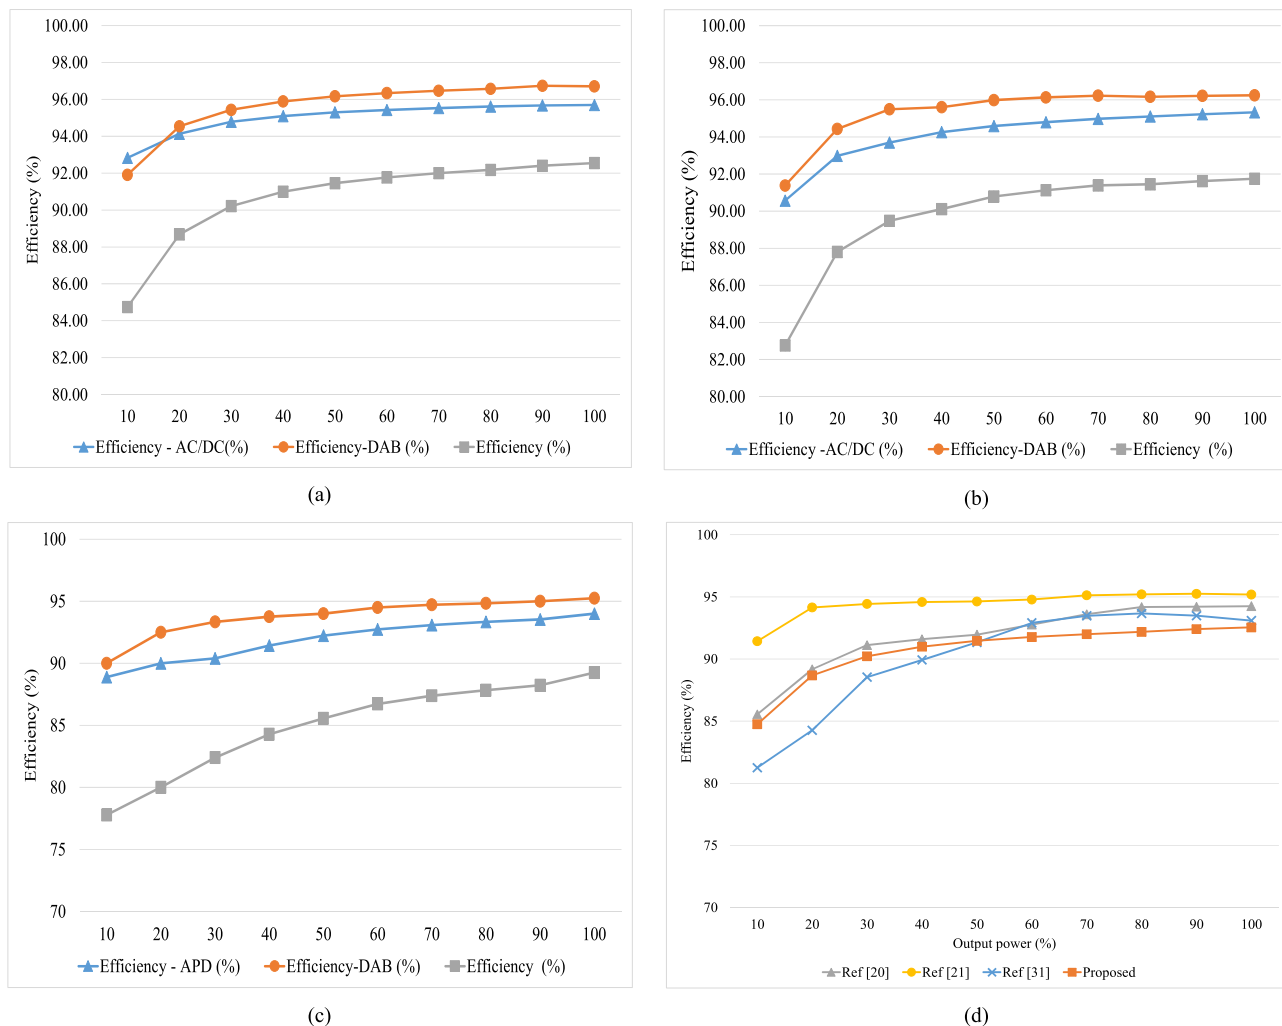 100.00
98.00
96.00
94.00
92.00
90.00
88.00
86.00
84.00
82.00
80.00
Efficiency (%)
10 20 30 40 50 60 70 80 90 100
Efficiency - AC/DC(%) Efficiency-DAB (%) Efficiency (%)
(a)
100.00
98.00
96.00
94.00
92.00
90.00
88.00
86.00
84.00
82.00
80.00
Efficiency (%)
10 20 30 40 50 60 70 80 90 100
Efficiency -AC/DC (%) Efficiency-DAB (%) Efficiency (%)
(b)
100
95
90
85
80
75
70
Efficiency (%)
10 20 30 40 50 60 70 80 90 100
Efficiency - APD (%) Efficiency-DAB (%) Efficiency (%)
(c)
100
95
90
85
80
75
70
Efficiency (%)
10 20 30 40 50 60 70 80 90 100
Output power (%)
Ref [20] Ref [21] Ref [31] Proposed
(d)